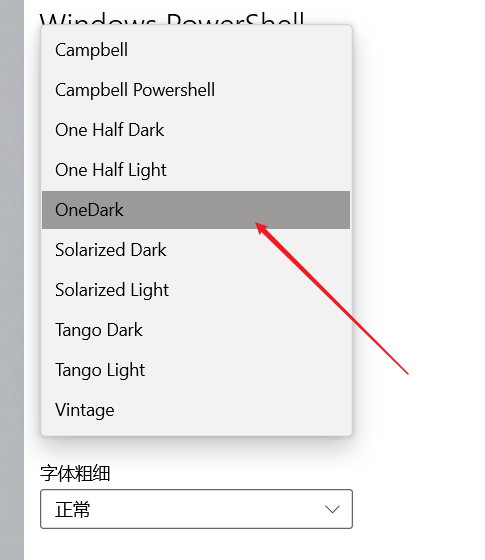 Windows PowerShell
Campbell
Campbell Powershell
One Half Dark
One Half Light
OneDark
Solarized Dark
Solarized Light
Tango Dark
Tango Light
Vintage
字体粗细
正常